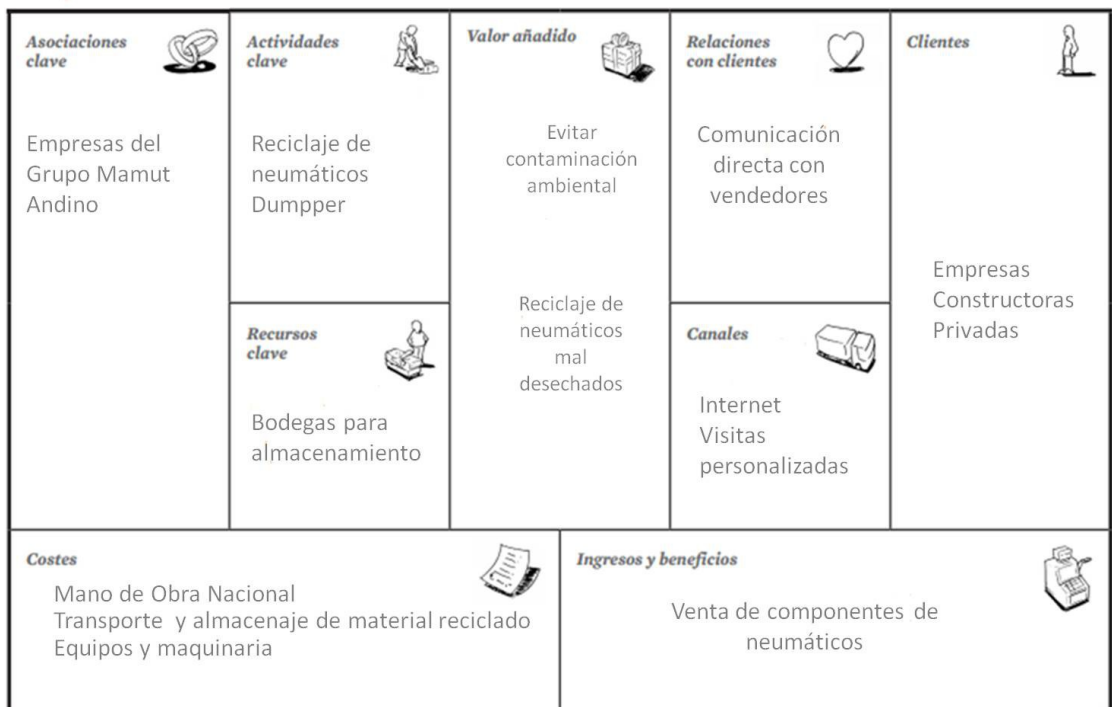 Asociaciones
clave
Empresas del
Grupo Mamut
Andino
Actividades
clave
Reciclaje de
neumáticos
Dumpper
Recursos
clave
Bodegas para
almacenamiento
Valor añadido
Evitar
contaminación
ambiental
Reciclaje de
neumáticos
mal
desechados
Relaciones
con clientes
Comunicación
directa con
vendedores
Canales
Internet
Visitas
personalizadas
Clientes
Empresas
Constructoras
Privadas
Costes
Mano de Obra Nacional
Transporte y almacenaje de material reciclado
Equipos y maquinaria
Ingresos y beneficios
Venta de componentes de
neumáticos